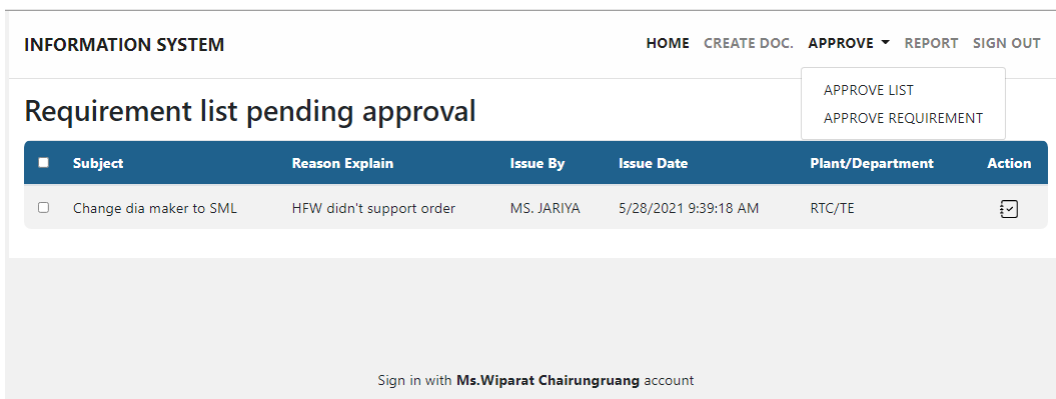 INFORMATION SYSTEM HOME CREATE DOC. APPROVE REPORT SIGN OUT
APPROVE LIST
APPROVE REQUIREMENT
Requirement list pending approval
Subject Reason Explain Issue By Issue Date Plant/Department Action
Change dia maker to SML HFW didn't support order MS. JARIYA 5/28/2021 9:39:18 AM RTC/TE
Sign in with Ms.Wiparat Chairungruang account